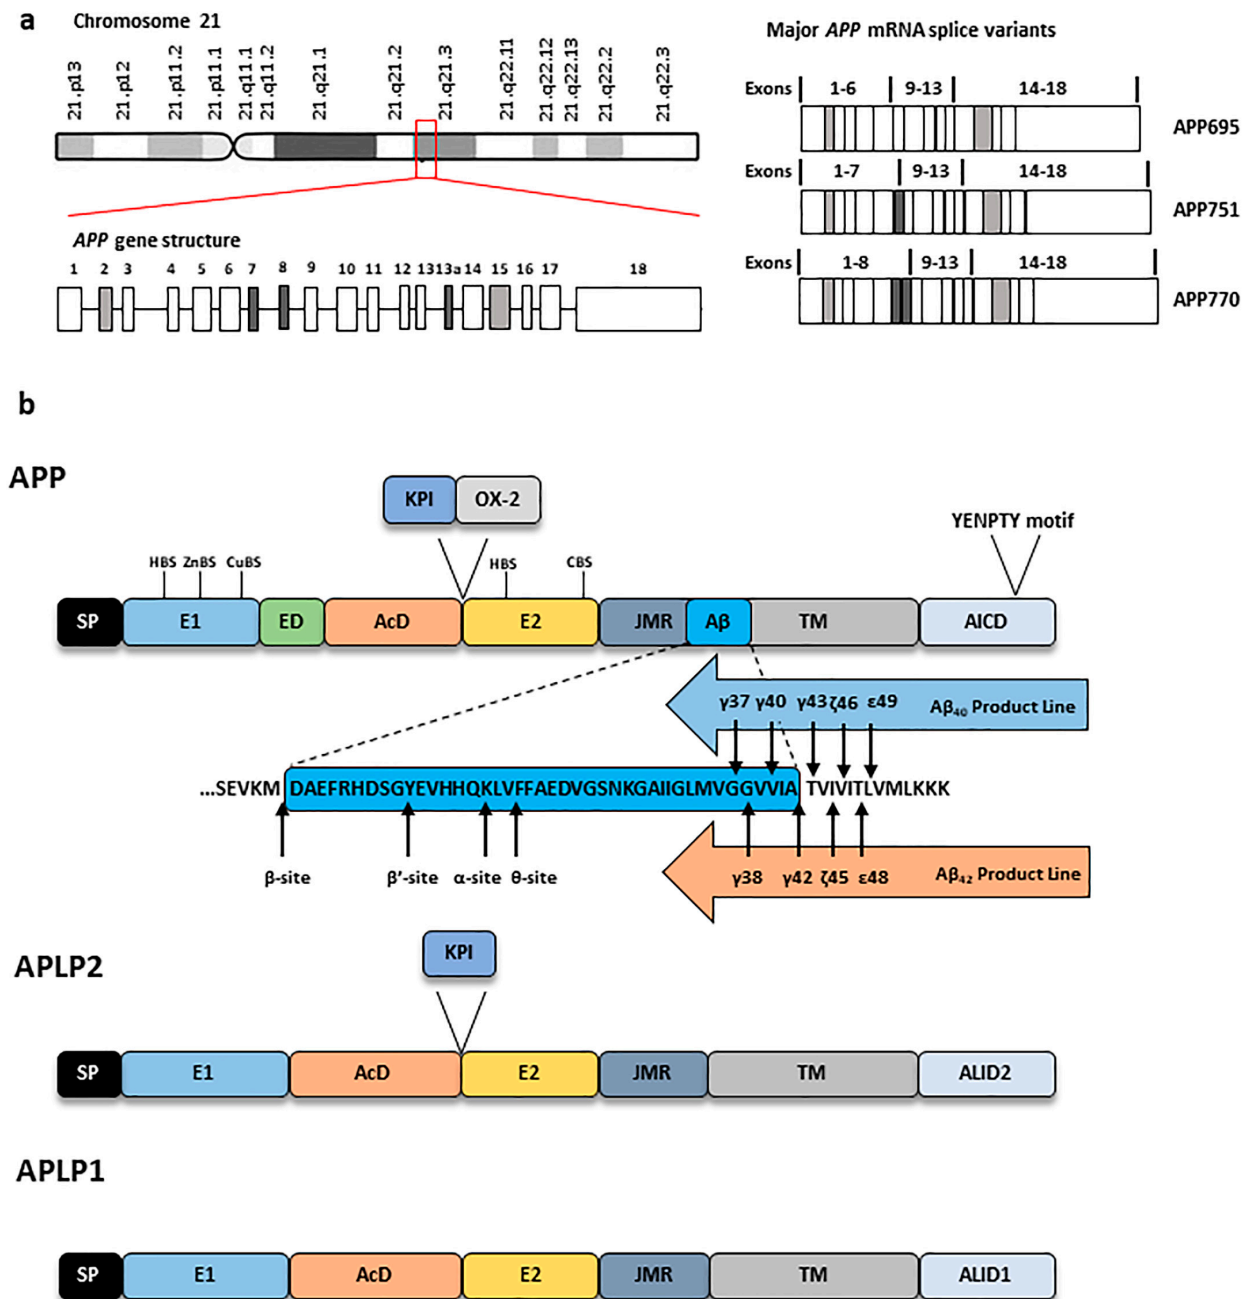 a
Chromosome 21
21.p13
21.p12
21.p11.2
21.p11.1
21.q11.1
21.q11.2
21.q21.1
21.q21.2
21.q21.3
21.q22.11
21.q22.12
21.q22.13
21.q22.2
21.q22.3
APP gene structure
1 2 3 4 5 6 7 8 9 10 11 12 13 13a 14 15 16 17 18
Major APP mRNA splice variants
Exons 1-6 9-13 14-18
APP695
Exons 1-7 9-13 14-18
APP751
Exons 1-8 9-13 14-18
APP770
b
APP
KPI OX-2
YENPTY motif
HBS ZnBS CuBS HBS CBS
SP E1 ED AcD E2 JMR Aβ TM AICD
γ37 γ40 γ43 ζ46 ε49 Aβ40 Product Line
...SEVKM DAEFRHDSGYEVHHQKLVFFAEDVGSNKGAIIGLMVGGVVIA TVIVITLVMLKKK
β-site β'-site α-site θ-site γ38 γ42 ζ45 ε48 Aβ42 Product Line
APLP2
KPI
SP E1 AcD E2 JMR TM ALID2
APLP1
SP E1 AcD E2 JMR TM ALID1